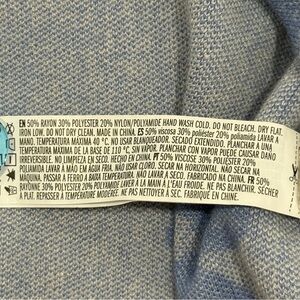 EN 50% RAYON 30% POLYESTER 20% NYLON/POLYAMIDE HAND WASH COLD. DO NOT BLEACH. DRY FLAT.
IRON LOW. DO NOT DRY CLEAN. MADE IN CHINA. ES 50% viscosa 30% poliéster 20% poliamida LAVAR A
MANO. TEMPERATURA MÁXIMA 40 °C. NO USAR BLANQUEADOR. SECADO EXTENDIDO. PLANCHAR A UNA
TEMPERATURA MÁXIMA DE LA BASE DE 110 °C, SIN VAPOR. PLANCHAR CON VAPOR PUEDE CAUSAR DAÑO
IRREVERSIBLE. NO LIMPIEZA EN SECO. HECHO EN CHINA. PT 50% VISCOSE 30% POLIÉSTER 20%
POLIAMIDA LAVAR À MÃO EM ÁGUA FRIA. NÃO USAR CLORO. SECAR NA HORIZONTAL. NÃO SECAR NA
MAQUINA. PASSAR A FERRO A BAIXA TEMPERATURA. NÃO LAVAR A SECO. FABRICADO NA CHINA. FR 50%
RAYONNE 30% POLYESTER 20% POLYAMIDE LAVER À LA MAIN À L'EAU FROIDE. NE PAS BLANCHIR. SÉCHER
À PLAT. REPASSER À TEMPÉRATURE MODÉRÉE. NE PAS NETTOYER À SEC. FABRIQUÉ EN CHINE.